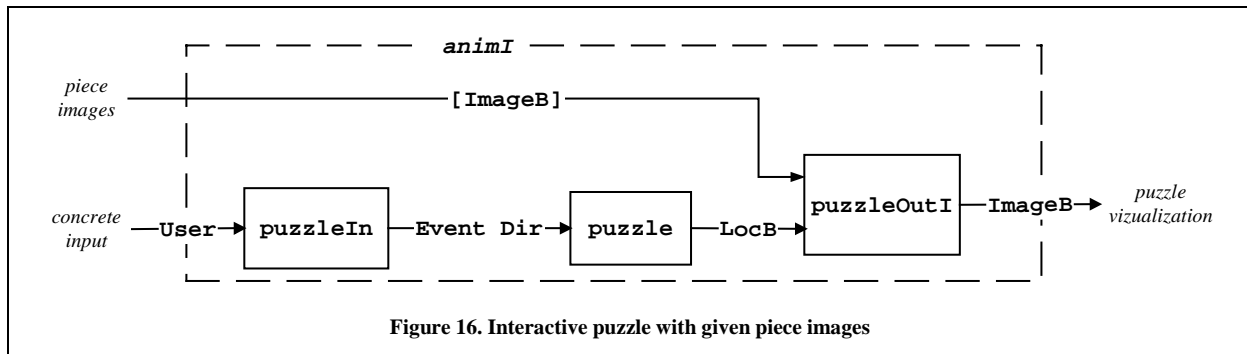 animI
piece
images
[ImageB]
concrete
input
User
puzzleIn
Event Dir
puzzle
LocB
puzzleOutI
ImageB
puzzle
vizualization
Figure 16. Interactive puzzle with given piece images